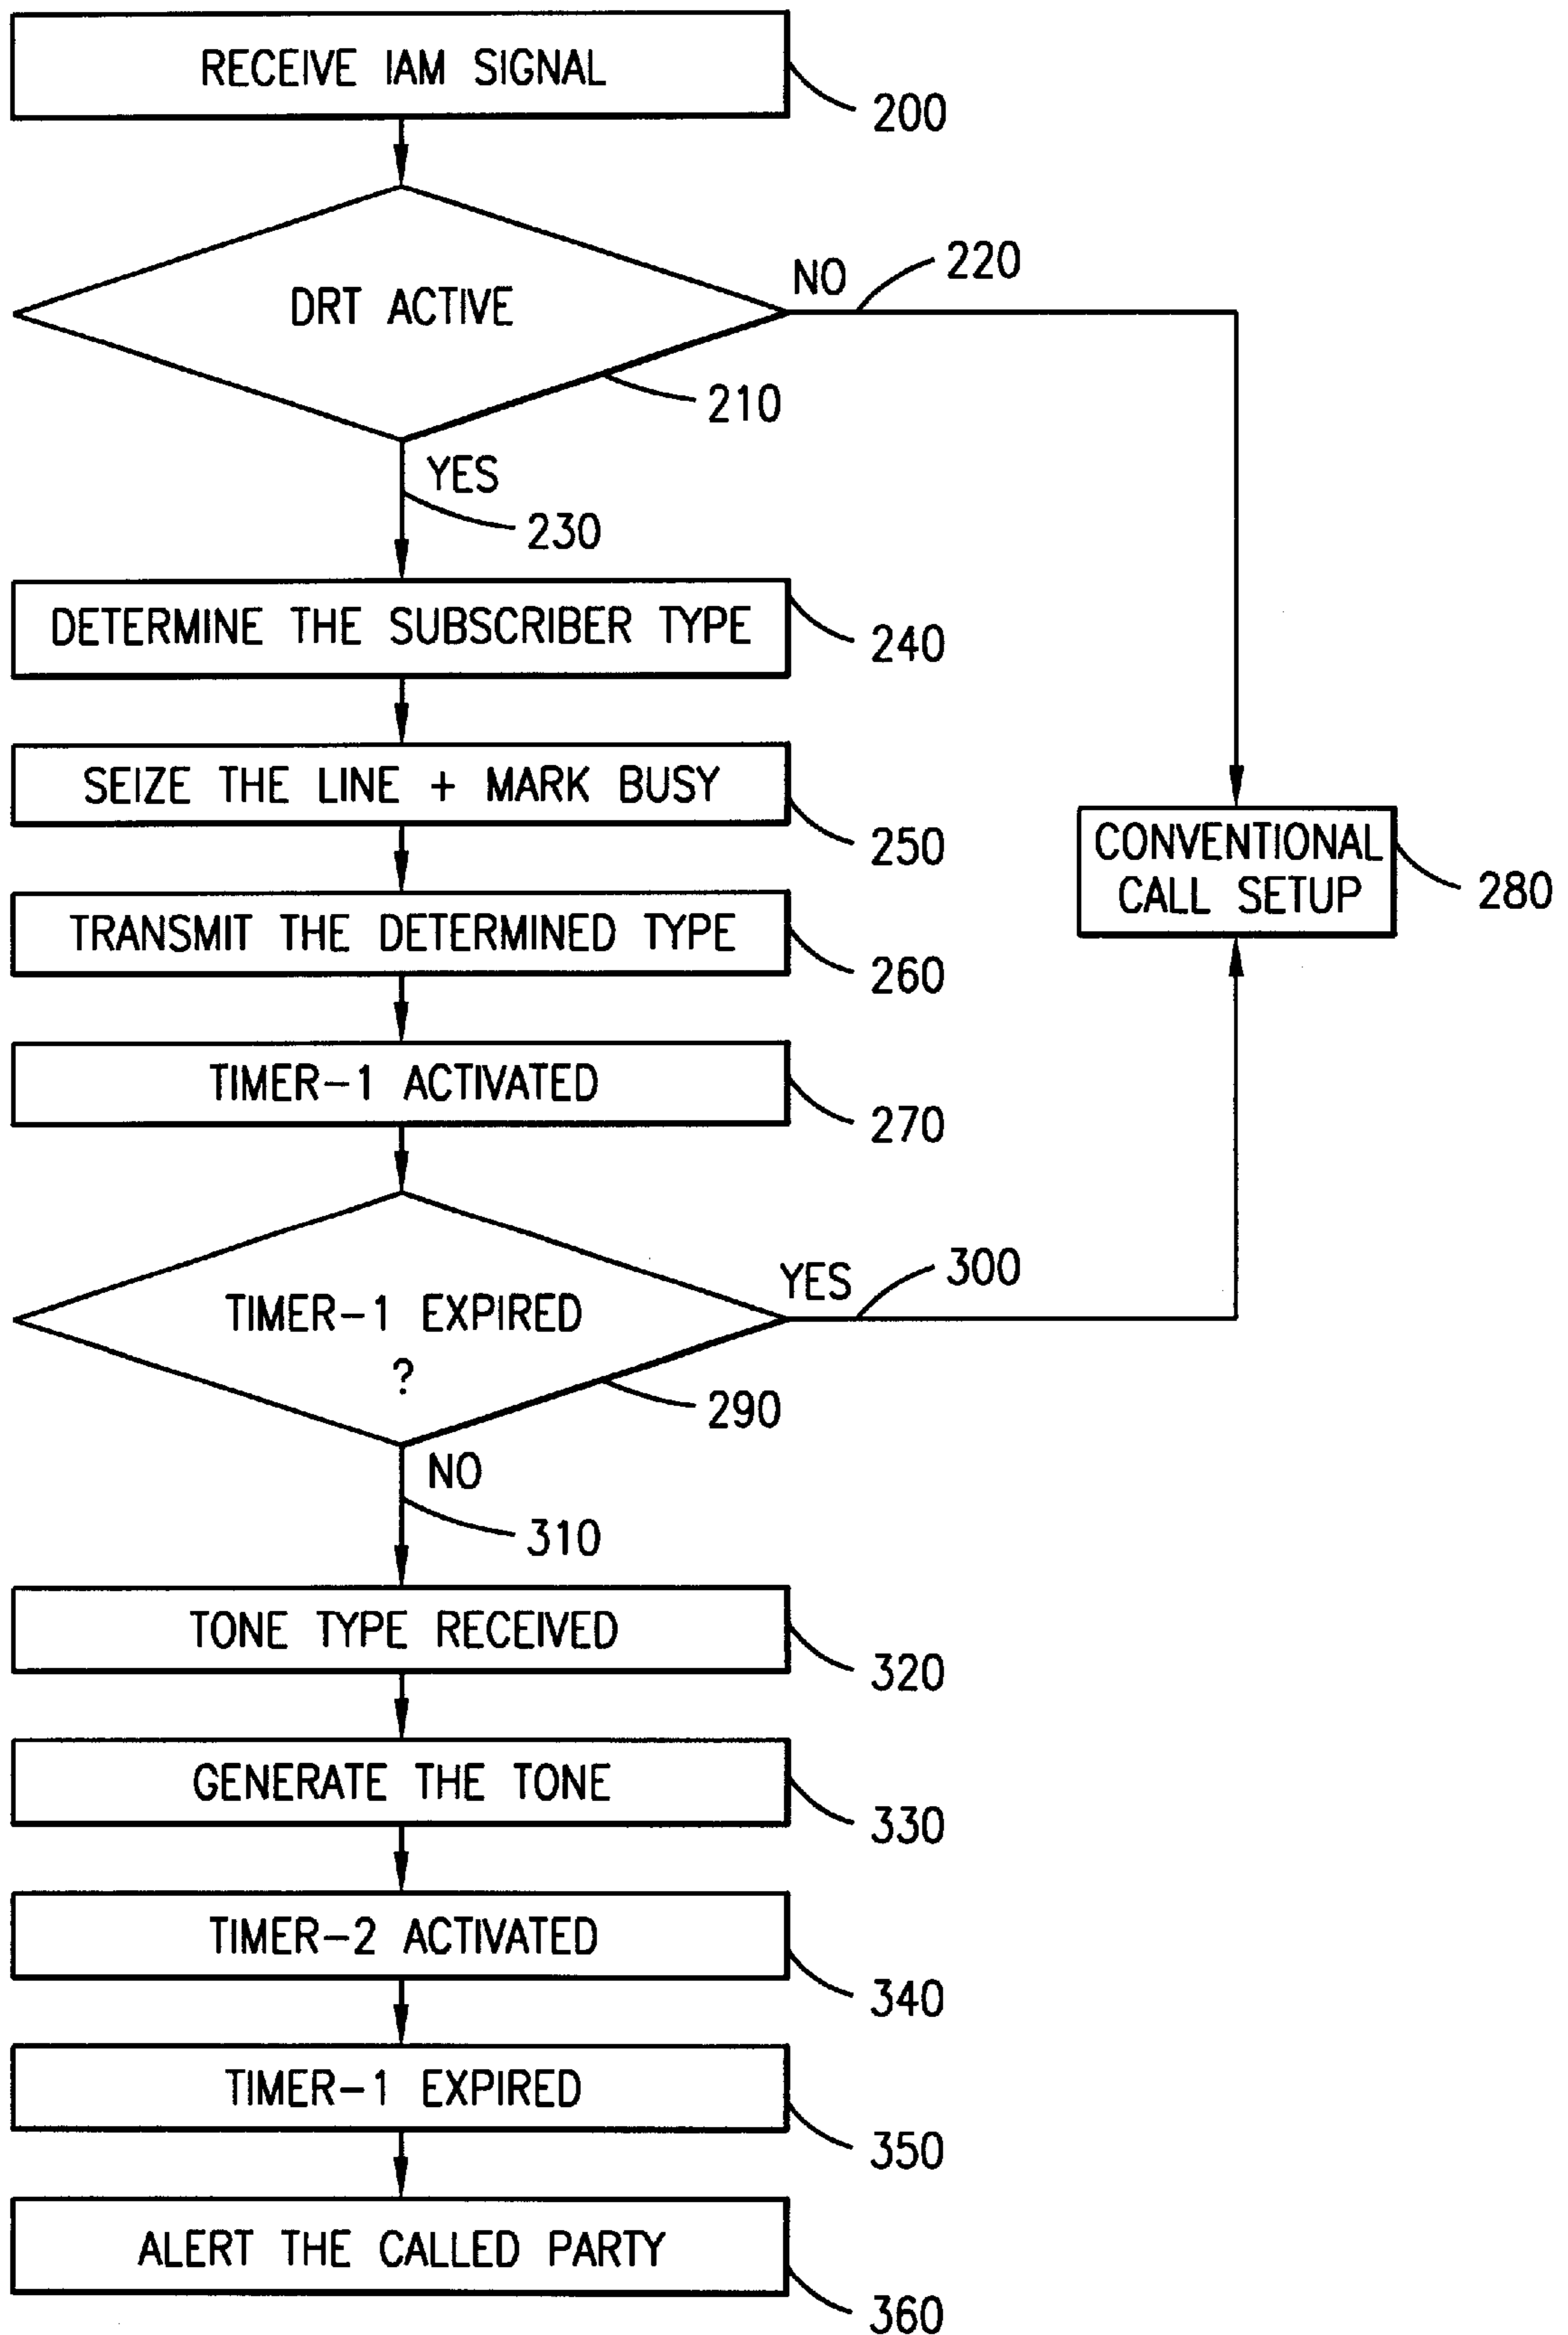 RECEIVE IAM SIGNAL
200
DRT ACTIVE
NO
220
210
YES
230
DETERMINE THE SUBSCRIBER TYPE
240
SEIZE THE LINE + MARK BUSY
250
CONVENTIONAL
CALL SETUP
280
TRANSMIT THE DETERMINED TYPE
260
TIMER-1 ACTIVATED
270
TIMER-1 EXPIRED
?
YES
300
290
NO
310
TONE TYPE RECEIVED
320
GENERATE THE TONE
330
TIMER-2 ACTIVATED
340
TIMER-1 EXPIRED
350
ALERT THE CALLED PARTY
360